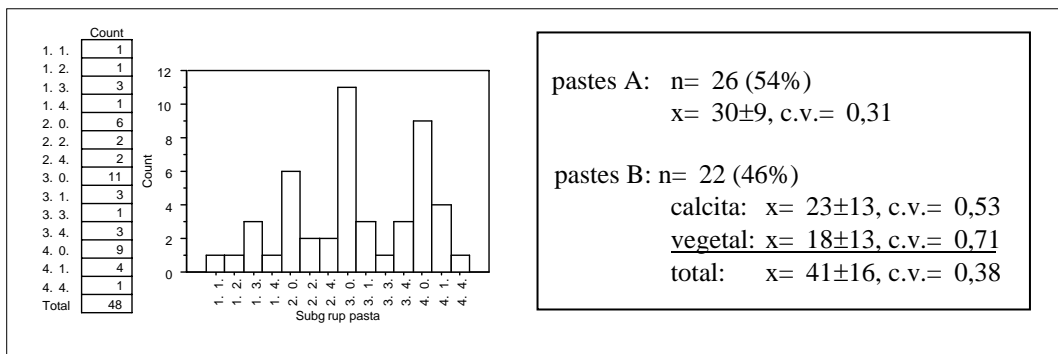 Count
1. 1. 1
1. 2. 1
1. 3. 3
1. 4. 1
2. 0. 6
2. 2. 2
2. 4. 2
3. 0. 11
3. 1. 3
3. 3. 1
3. 4. 3
4. 0. 9
4. 1. 4
4. 4. 1
Total 48
12
10
8
6
4
2
0
Count
1. 1.
1. 2.
1. 3.
1. 4.
2. 0.
2. 2.
2. 4.
3. 0.
3. 1.
3. 3.
3. 4.
4. 0.
4. 1.
4. 4.
Subg rup pasta
pastes A: n= 26 (54%)
x= 30±9, c.v.= 0,31
pastes B: n= 22 (46%)
calcita: x= 23±13, c.v.= 0,53
vegetal: x= 18±13, c.v.= 0,71
total: x= 41±16, c.v.= 0,38